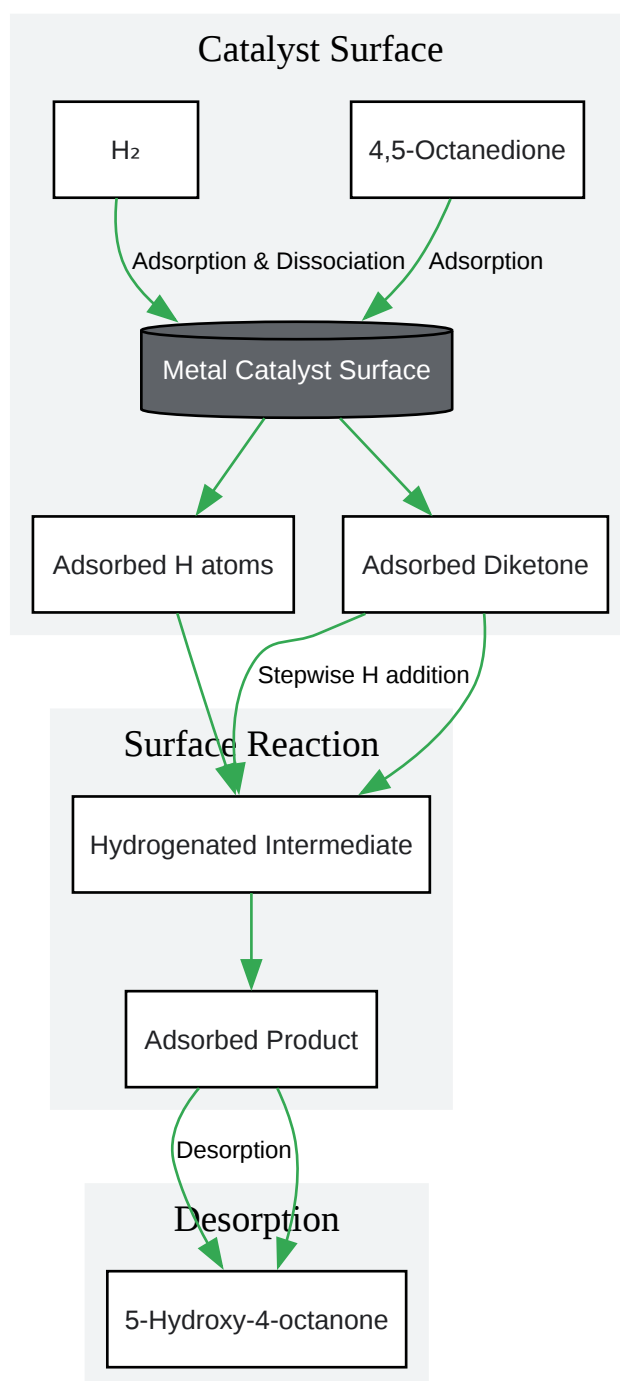 Catalyst Surface
H₂
4,5-Octanedione
Adsorption & Dissociation
Adsorption
Metal Catalyst Surface
Adsorbed H atoms
Adsorbed Diketone
Stepwise H addition
Surface Reaction
Hydrogenated Intermediate
Adsorbed Product
Desorption
Desorption
5-Hydroxy-4-octanone